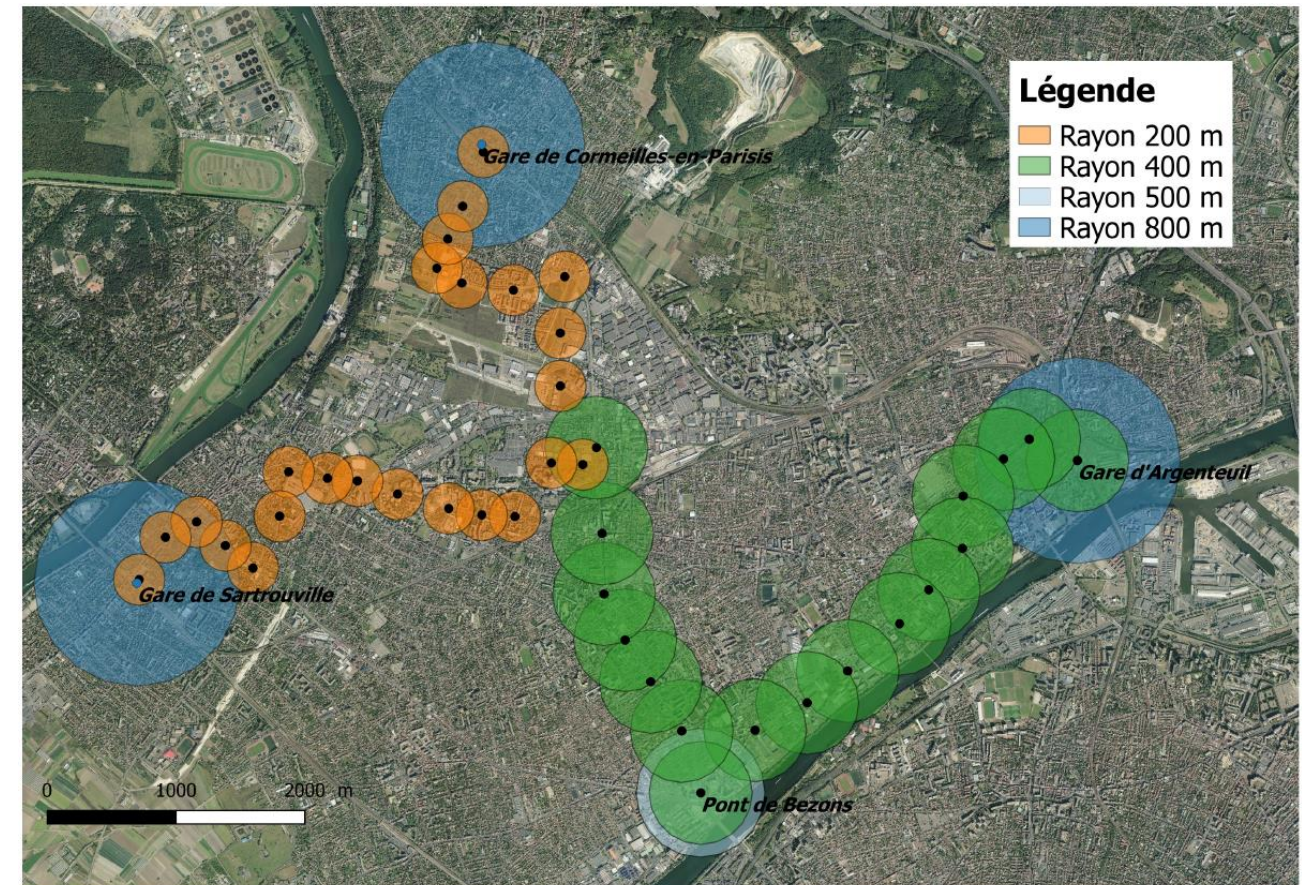 Légende
Rayon 200 m
Rayon 400 m
Rayon 500 m
Rayon 800 m
Gare de Cormeilles-en-Parisis
Gare d'Argenteuil
Gare de Sartrouville
Pont de Bezons
0 1000 2000 m